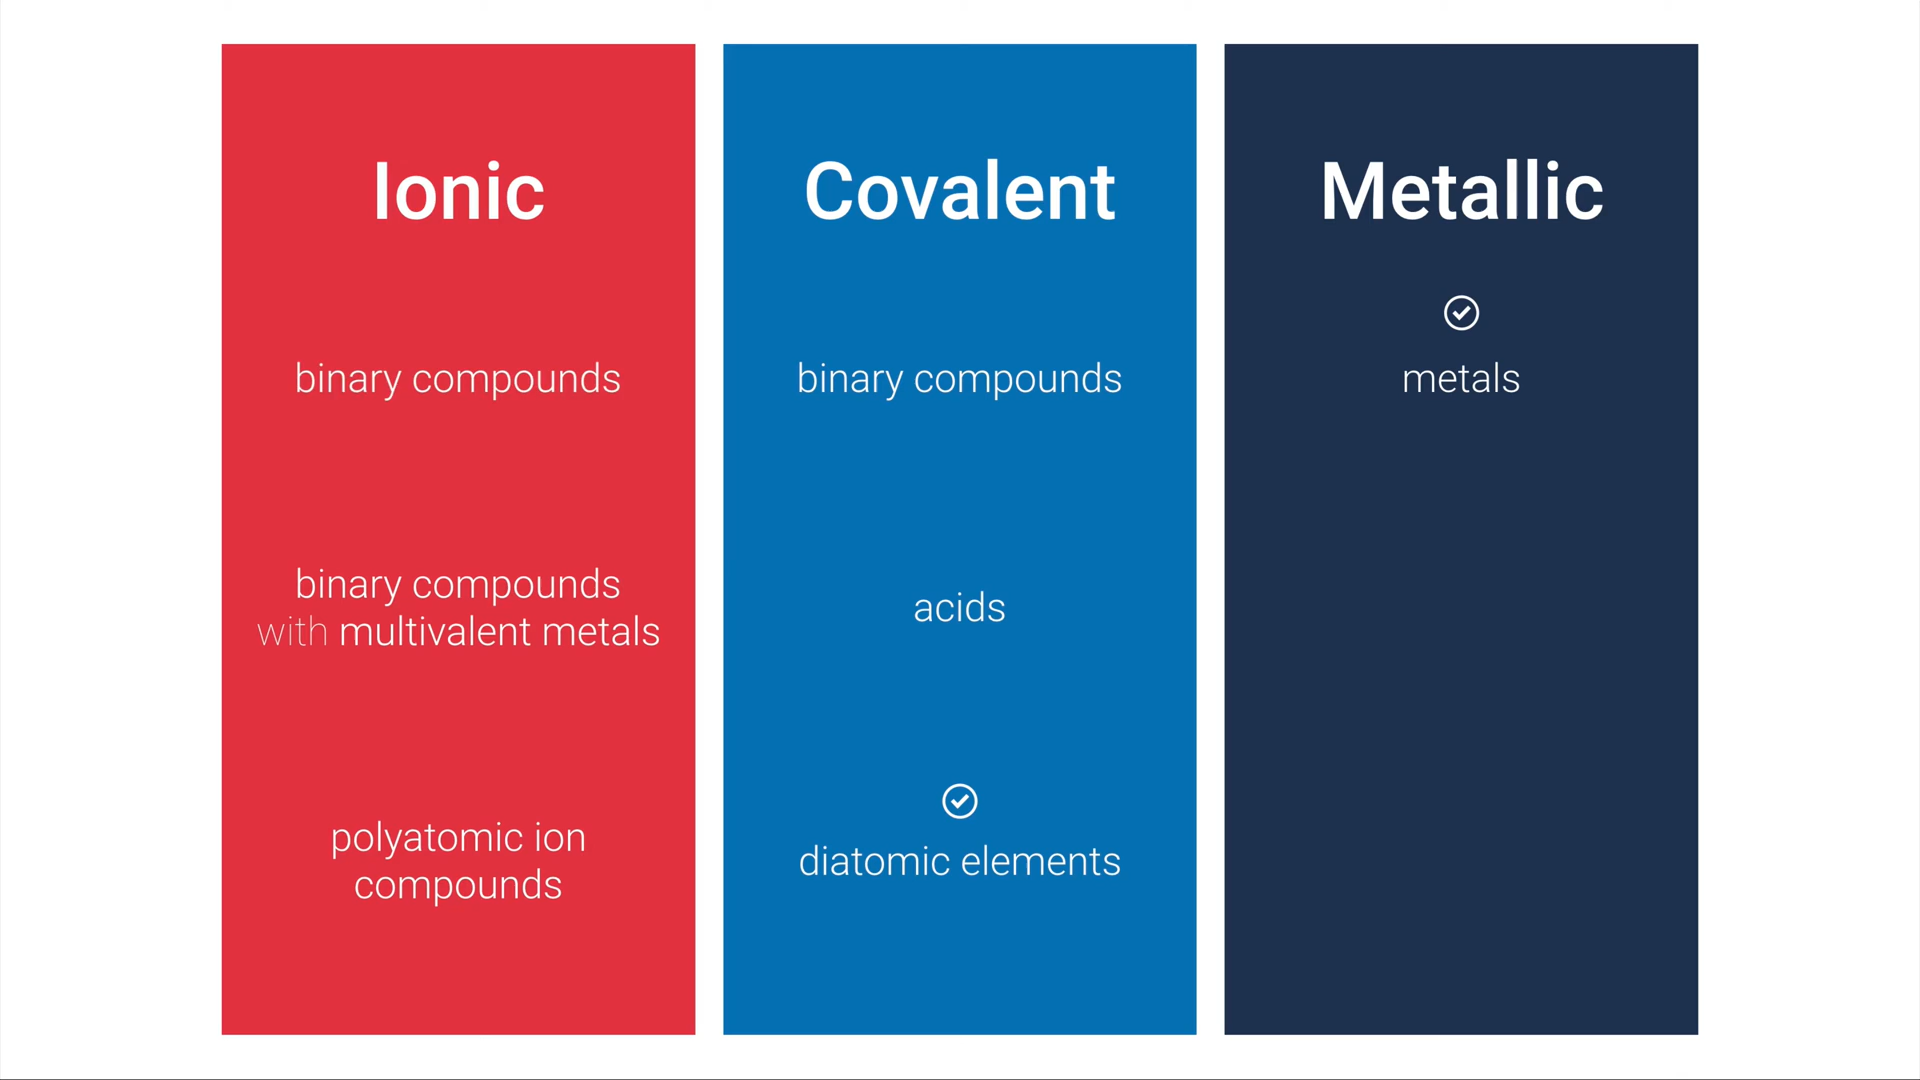 Ionic
binary compounds
binary compounds
with multivalent metals
polyatomic ion
compounds
Covalent
binary compounds
acids
diatomic elements
Metallic
metals